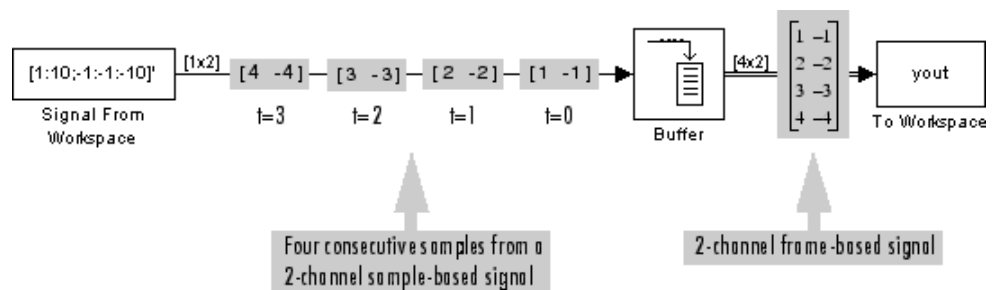 [1:10;-1:-1:-10]'
Signal From
Workspace
[1x2]
[4 -4]
[3 -3]
[2 -2]
[1 -1]
t=3
t=2
t=1
t=0
Buffer
[4x2]
1 –1
2 –2
3 –3
4 –4
yout
To Workspace
Four consecutive samples from a
2-channel sample-based signal
2-channel frame-based signal